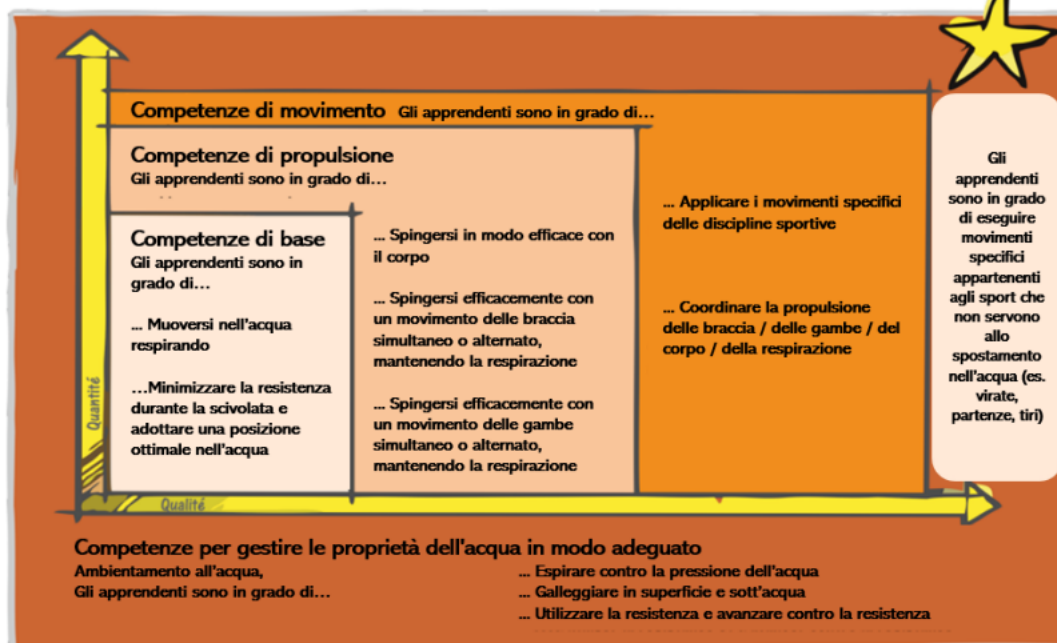 Competenze di movimento Gli apprendenti sono in grado di...
Competenze di propulsione
Gli apprendenti sono in grado di...
Competenze di base
Gli apprendenti sono in
grado di...
... Muoversi nell'acqua
respirando
...Minimizzare la resistenza
durante la scivolata e
adottare una posizione
ottimale nell'acqua
... Spingersi in modo efficace con
il corpo
... Spingersi efficacemente con
un movimento delle braccia
simultaneo o alternato,
mantenendo la respirazione
... Spingersi efficacemente con
un movimento delle gambe
simultaneo o alternato,
mantenendo la respirazione
... Applicare i movimenti specifici
delle discipline sportive
... Coordinare la propulsione
delle braccia / delle gambe / del
corpo / della respirazione
Gli
apprendenti
sono in grado
di eseguire
movimenti
specifici
appartenenti
agli sport che
non servono
allo
spostamento
nell'acqua (es.
virate,
partenze, tiri)
Quantité
Qualité
Competenze per gestire le proprietà dell'acqua in modo adeguato
Ambientamento all'acqua,
Gli apprendenti sono in grado di...
... Espirare contro la pressione dell'acqua
... Galleggiare in superficie e sott'acqua
... Utilizzare la resistenza e avanzare contro la resistenza